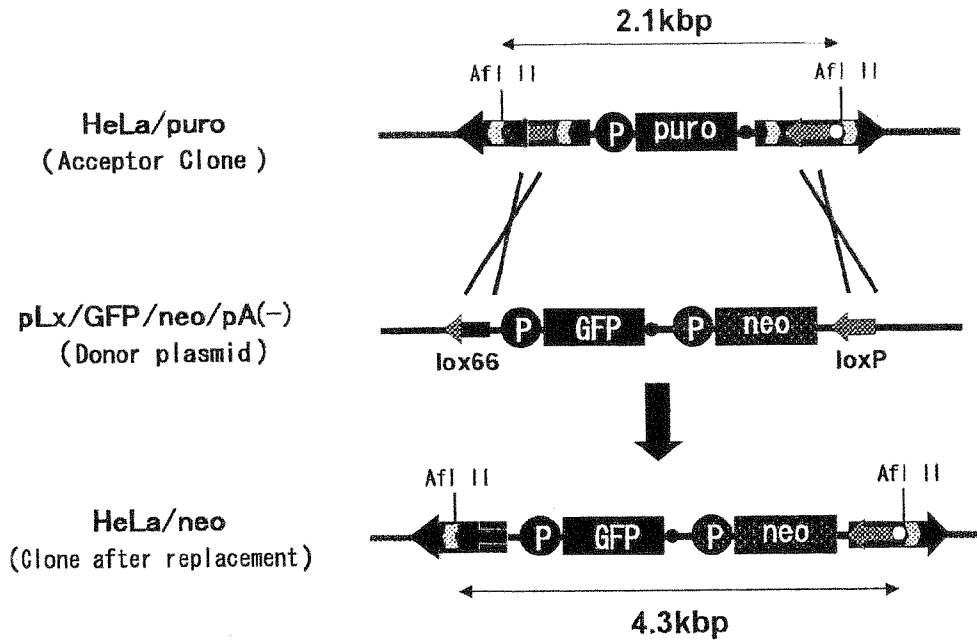 2.1kbp
Afl II
Afl II
HeLa/puro
(Acceptor Clone)
P
puro
pLx/GFP/neo/pA(-)
(Donor plasmid)
P
GFP
P
neo
lox66
loxP
Afl II
Afl II
HeLa/neo
(Clone after replacement)
P
GFP
P
neo
4.3kbp